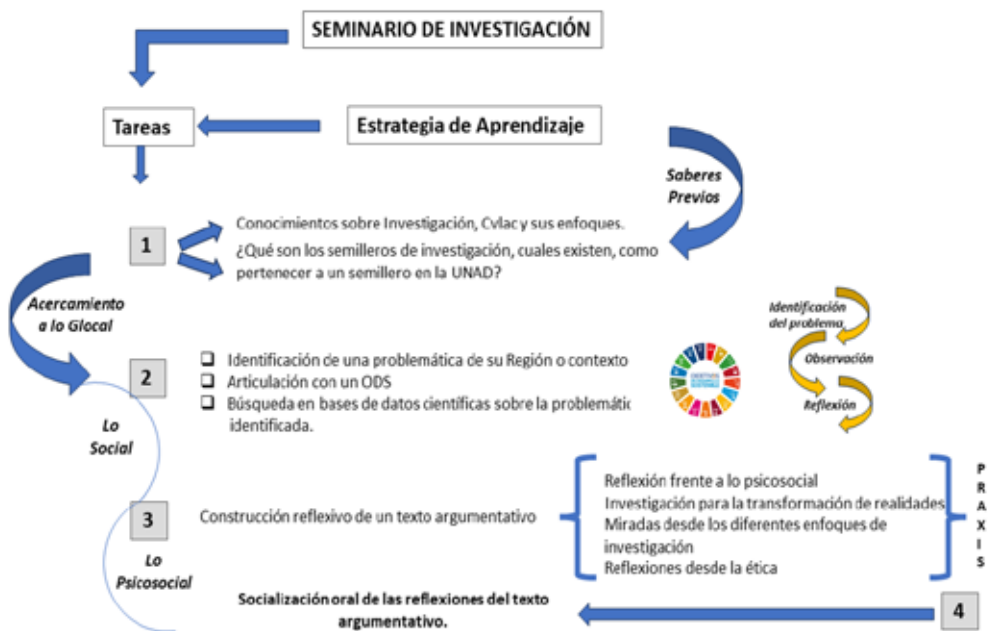 SEMINARIO DE INVESTIGACIÓN
Tareas
Estrategia de Aprendizaje
Saberes
Previos
1
Conocimientos sobre Investigación, Cvlac y sus enfoques.
¿Qué son los semilleros de investigación, cuales existen, como
pertenecer a un semillero en la UNAD?
Acercamiento
a lo Glocal
Identificación
del problema
Observación
Reflexión
2
Identificación de una problemática de su Región o contexto
Articulación con un ODS
Búsqueda en bases de datos científicas sobre la problemátic
identificada.
OBJETIVOS
DE DESARROLLO
SOSTENIBLE
Lo
Social
3
Construcción reflexivo de un texto argumentativo
Reflexión frente a lo psicosocial
Investigación para la transformación de realidades
Miradas desde los diferentes enfoques de
investigación
Reflexiones desde la ética
PRAXIS
Lo
Psicosocial
Socialización oral de las reflexiones del texto
argumentativo.
4